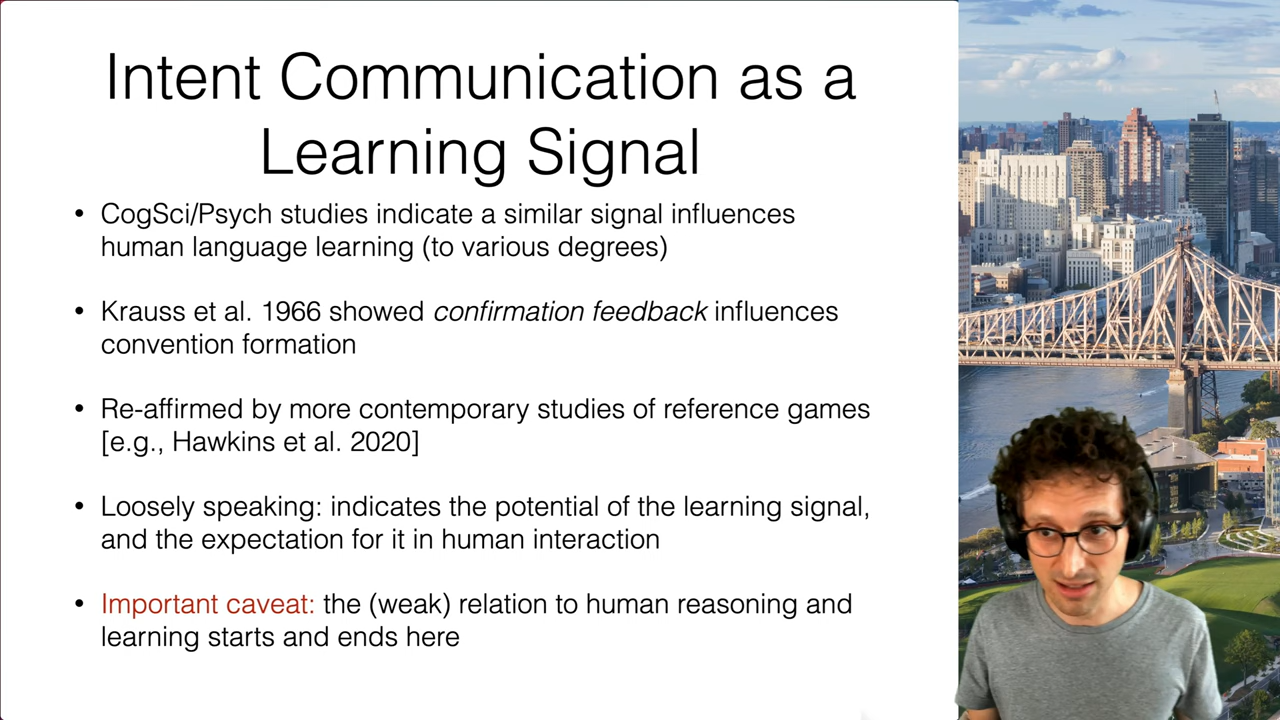 Intent Communication as a
Learning Signal
• CogSci/Psych studies indicate a similar signal influences
human language learning (to various degrees)
• Krauss et al. 1966 showed confirmation feedback influences
convention formation
• Re-affirmed by more contemporary studies of reference games
[e.g., Hawkins et al. 2020]
• Loosely speaking: indicates the potential of the learning signal,
and the expectation for it in human interaction
• Important caveat: the (weak) relation to human reasoning and
learning starts and ends here